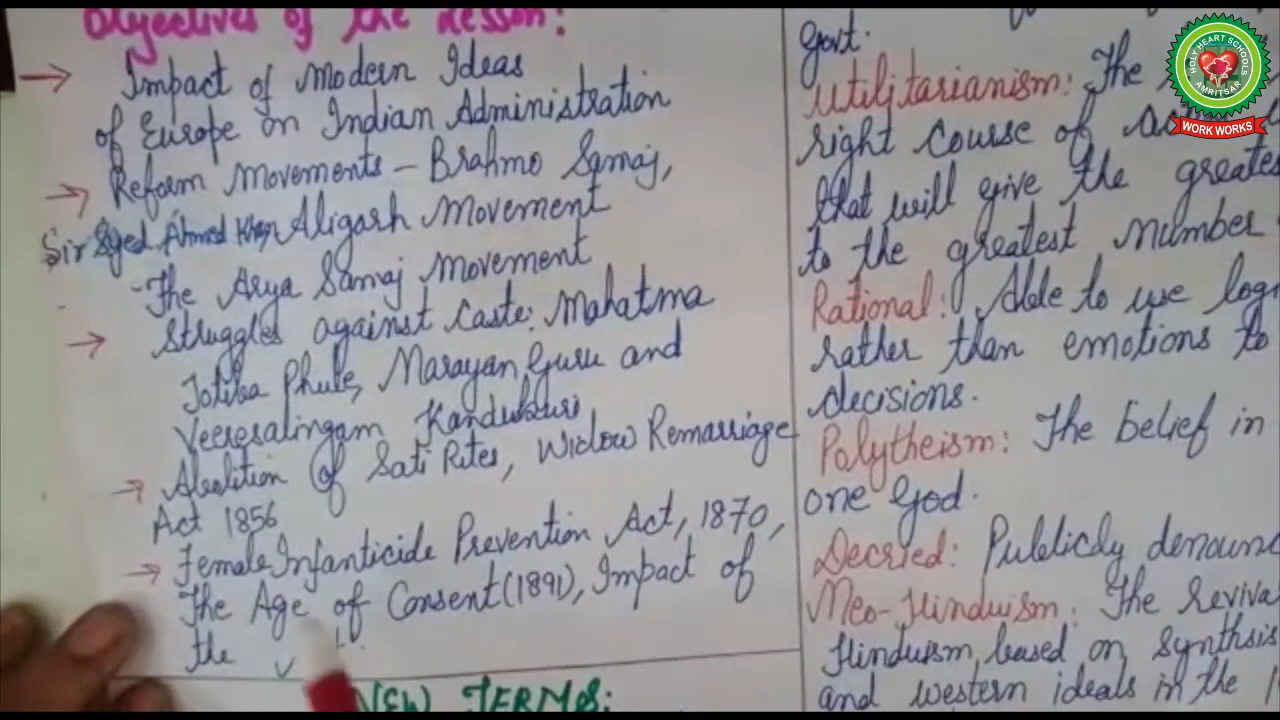 Objectives of the Lesson:
→ Impact of Modern Ideas
of Europe on Indian Administration
→ Reform Movements - Brahmo Samaj,
Sir Syed Ahmed Khan Aligarh Movement
- The Arya Samaj Movement
→ Struggles against Caste: Mahatma
Jotiba Phule, Narayan Guru and
Veeresalingam Kandukuri
→ Abolition of Sati Rites, Widow Remarriage
Act 1856
→ Female Infanticide Prevention Act, 1870,
The Age of Consent (1891), Impact of
the
NEW TERMS:
Govt.
Utilitarianism: The
right course of
that will give the
to the greatest number
Rational: Able to use
rather than emotions to
decisions.
Polytheism: The belief in
one God.
Decried: Publicly
Neo-Hinduism: The
Hinduism, based on Synthsis
and western ideals in the
HOLY HEART SCHOOLS
AMRITSAR
WORK WORKS